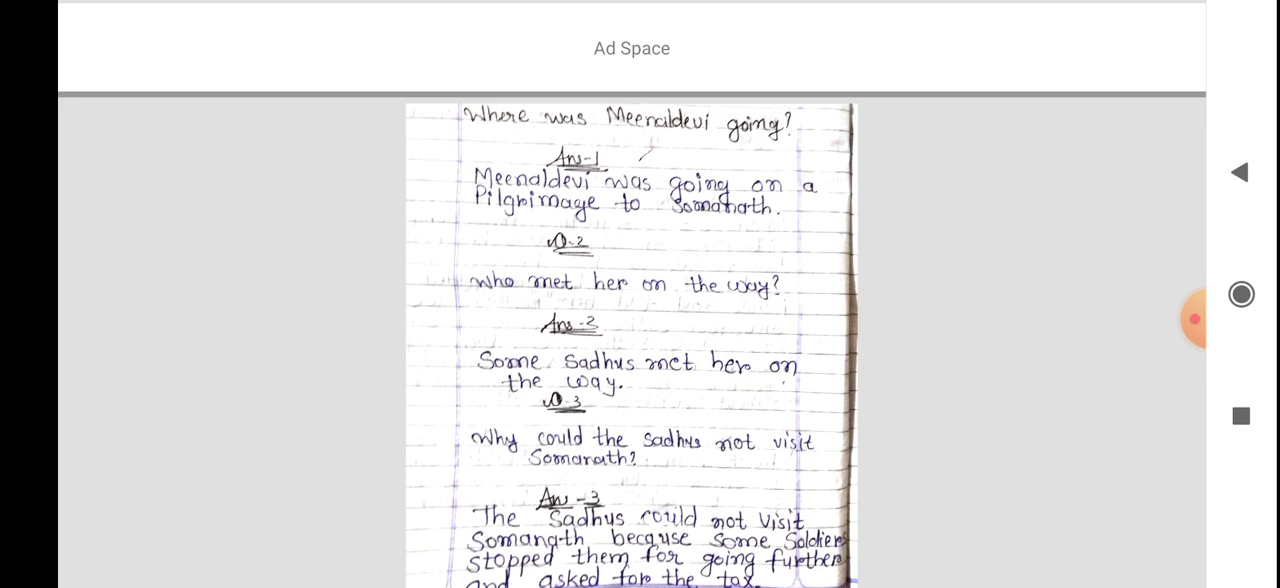 Ad Space
Where was Meenaldevi going?
Ans-1
Meenaldevi was going on a
Pilgrimage to Somanath.
Q-2
Who met her on the way?
Ans-2
Some Sadhus met her on
the way.
Q-3
Why could the Sadhus not visit
Somanath?
Ans-3
The Sadhus could not visit
Somanath because some Soldiers
stopped them for going further
and asked for the tax.